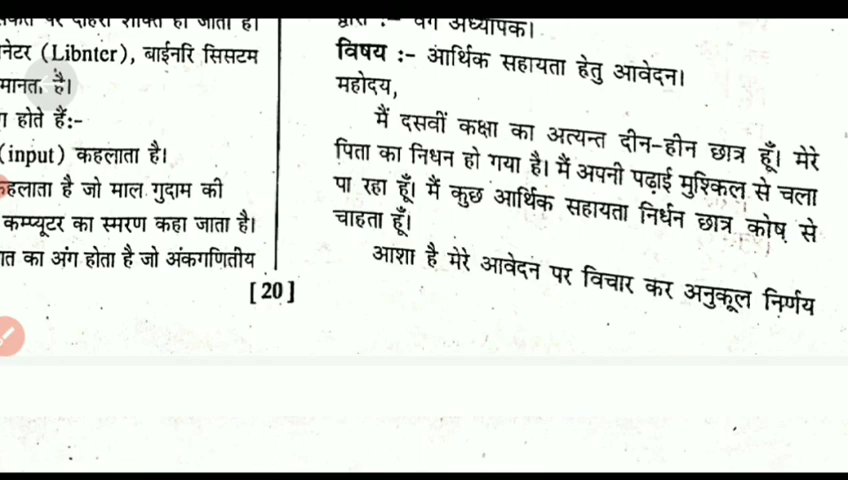 शक्ति हो जाती है।
(Libnter), बाईनरि सिसटम
मानता है।
होते हैं:-
(input) कहलाता है।
कहलाता है जो माल गुदाम की
कम्प्यूटर का स्मरण कहा जाता है।
का अंग होता है जो अंकगणितीय
[ 20 ]
द्वारा :- वर्ग अध्यापक।
विषय :- आर्थिक सहायता हेतु आवेदन।
महोदय,
मैं दसवीं कक्षा का अत्यन्त दीन-हीन छात्र हूँ। मेरे
पिता का निधन हो गया है। मैं अपनी पढ़ाई मुश्किल से चला
पा रहा हूँ। मैं कुछ आर्थिक सहायता निर्धन छात्र कोष से
चाहता हूँ।
आशा है मेरे आवेदन पर विचार कर अनुकूल निर्णय